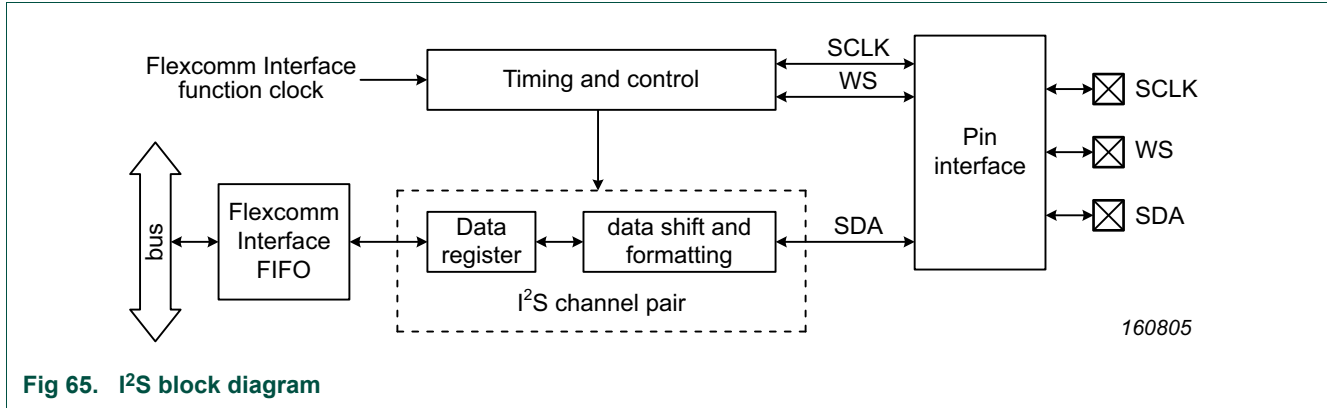 Flexcomm Interface
function clock
Timing and control
SCLK
WS
Pin
interface
SCLK
WS
SDA
bus
Flexcomm
Interface
FIFO
Data
register
data shift and
formatting
SDA
I²S channel pair
160805
Fig 65. I²S block diagram